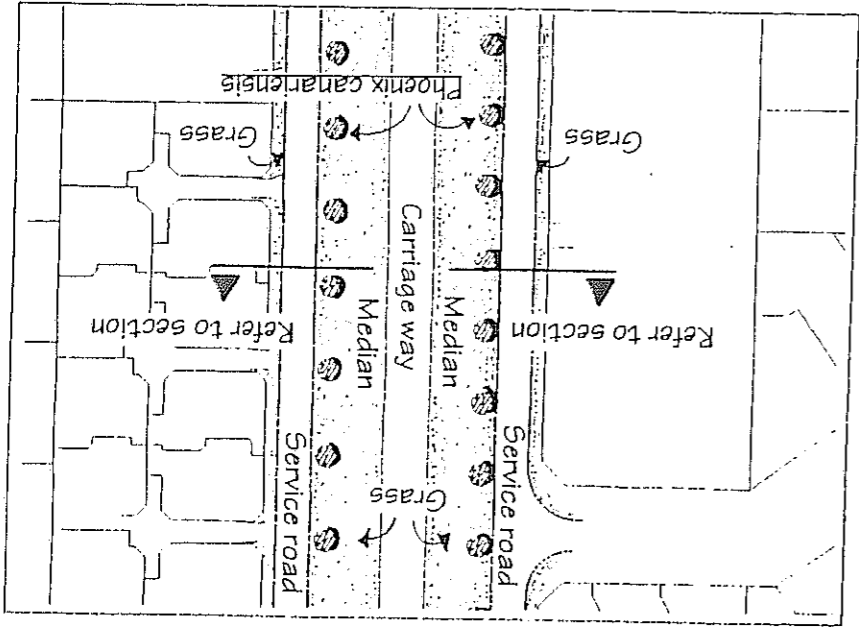 Grass
Grass
Service road
Service road
Refer to section
Refer to section
Median
Median
Carriage way
Grass
Grass
Phoenix canariensis